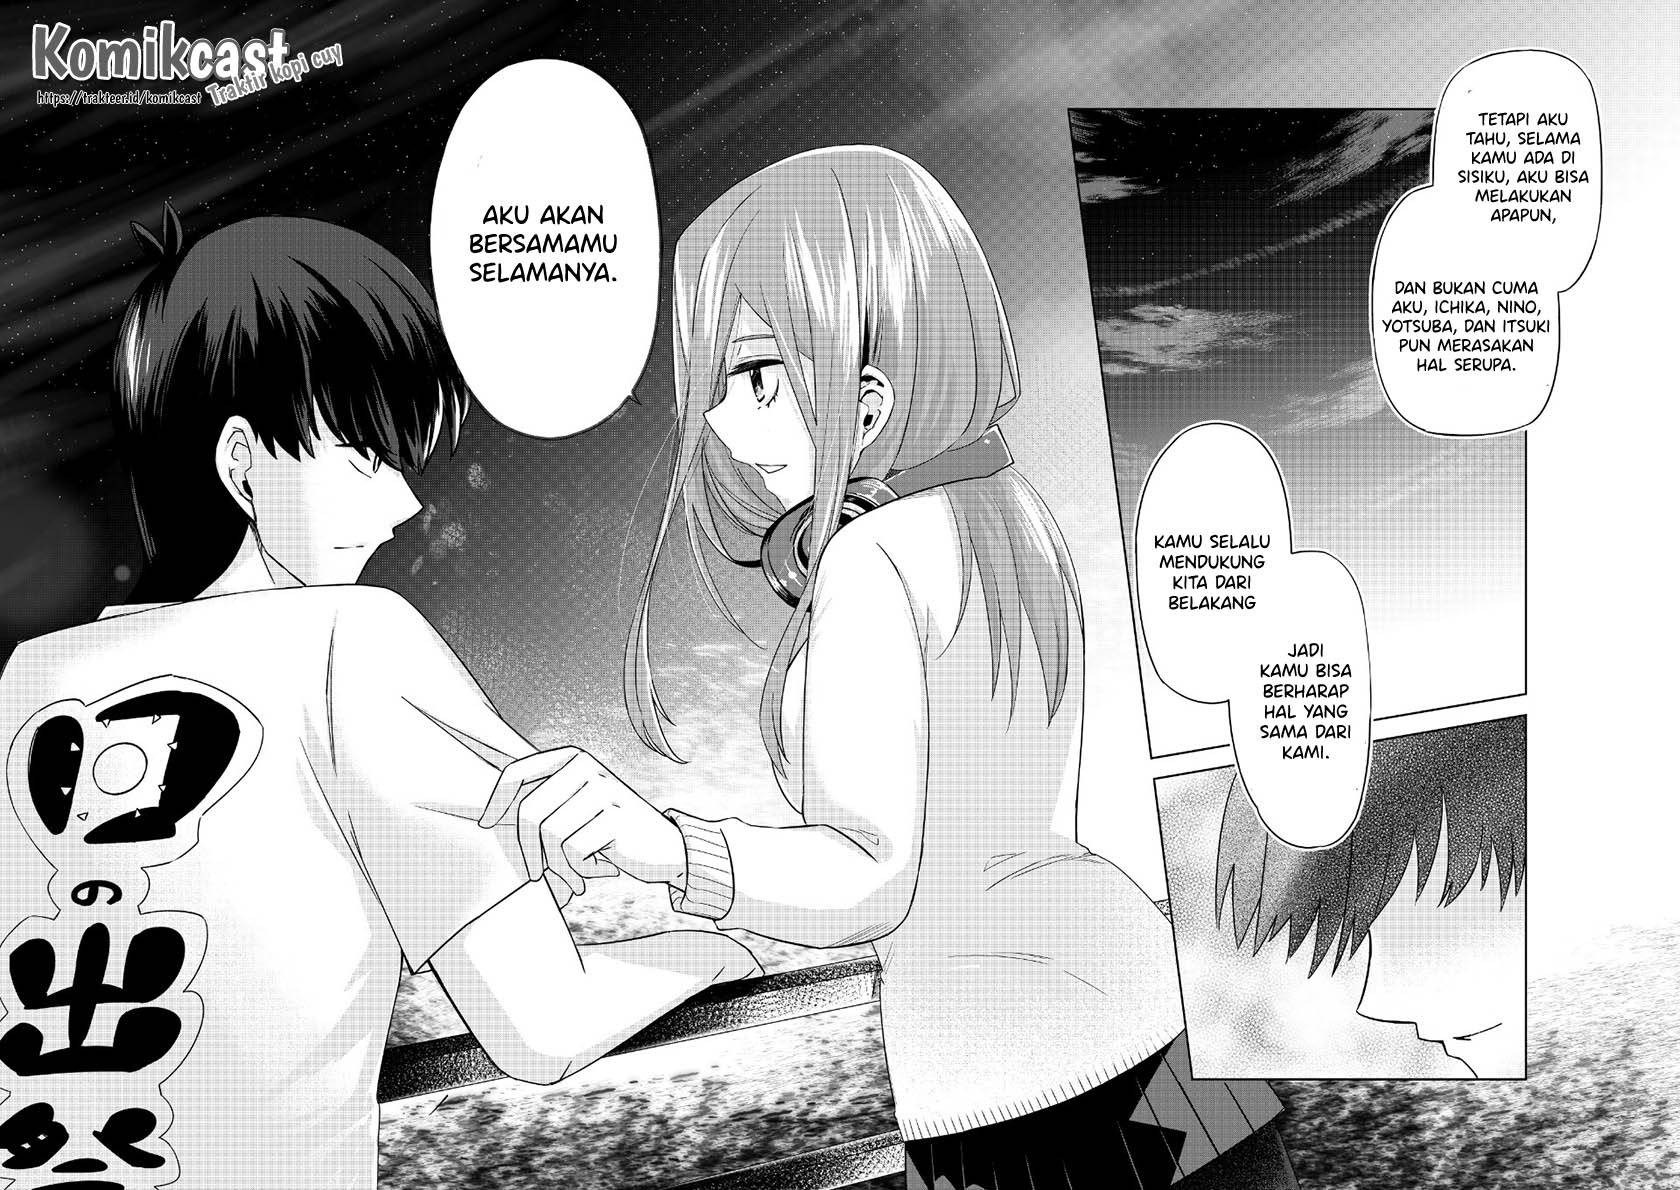 Komikcast
https://trakteer.id/komikcast
Traktir kopi cuy
TETAPI AKU
TAHU, SELAMA
KAMU ADA DI
SISIKU, AKU BISA
MELAKUKAN
APAPUN,
DAN BUKAN CUMA
AKU, ICHIKA, NINO,
YOTSUBA, DAN ITSUKI
PUN MERASAKAN
HAL SERUPA.
KAMU SELALU
MENDUKUNG
KITA DARI
BELAKANG
JADI
KAMU BISA
BERHARAP
HAL YANG
SAMA DARI
KAMI.
AKU AKAN
BERSAMAMU
SELAMANYA.
日
の
出
祭